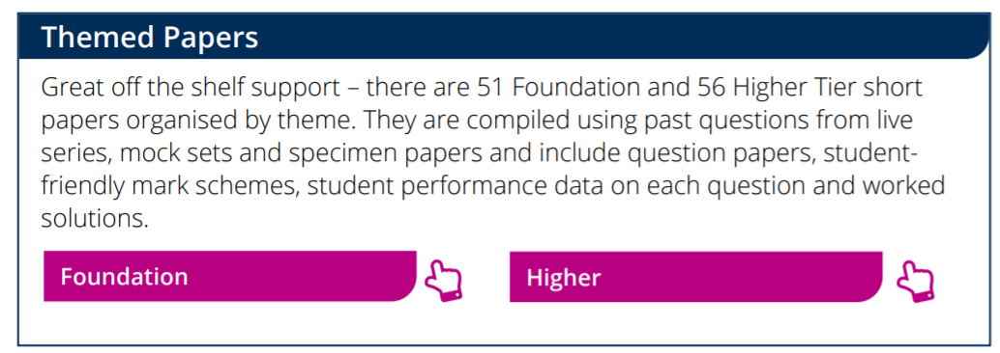 Themed Papers
Great off the shelf support – there are 51 Foundation and 56 Higher Tier short
papers organised by theme. They are compiled using past questions from live
series, mock sets and specimen papers and include question papers, student-
friendly mark schemes, student performance data on each question and worked
solutions.
Foundation
Higher